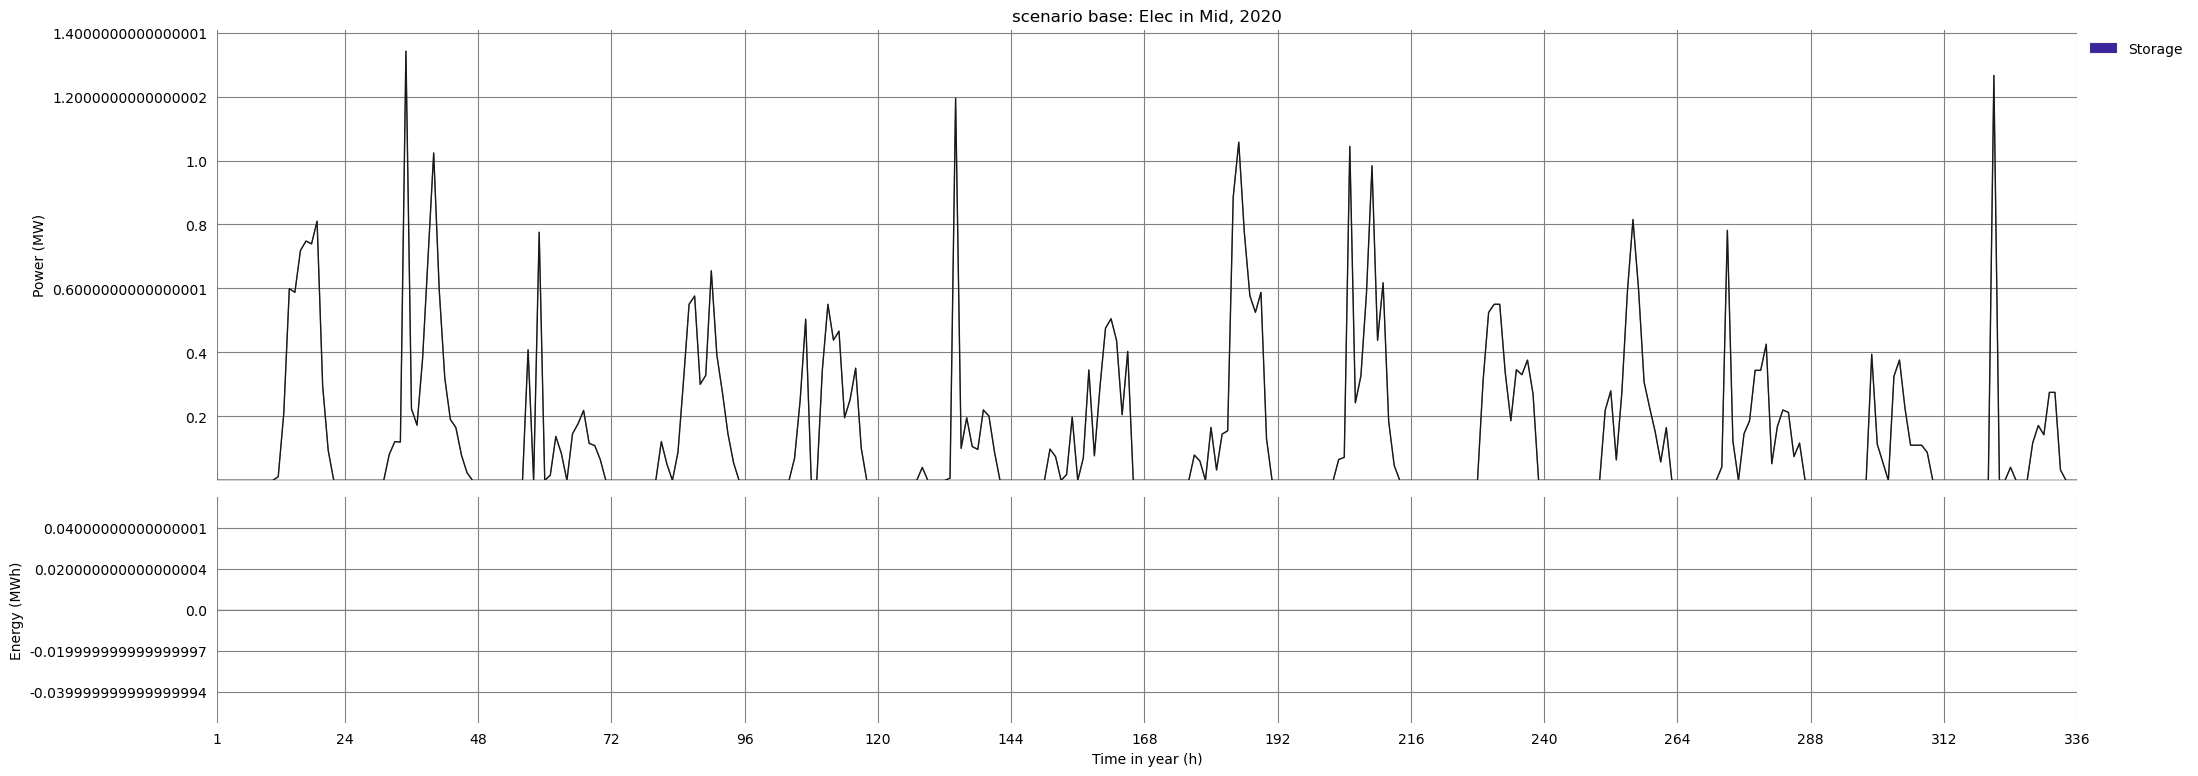 scenario base: Elec in Mid, 2020
Storage
Power (MW)
1.4000000000000001
1.2000000000000002
1.0
0.8
0.6000000000000001
0.4
0.2
Energy (MWh)
0.040000000000000001
0.020000000000000004
0.0
-0.019999999999999997
-0.039999999999999994
1 24 48 72 96 120 144 168 192 216 240 264 288 312 336
Time in year (h)